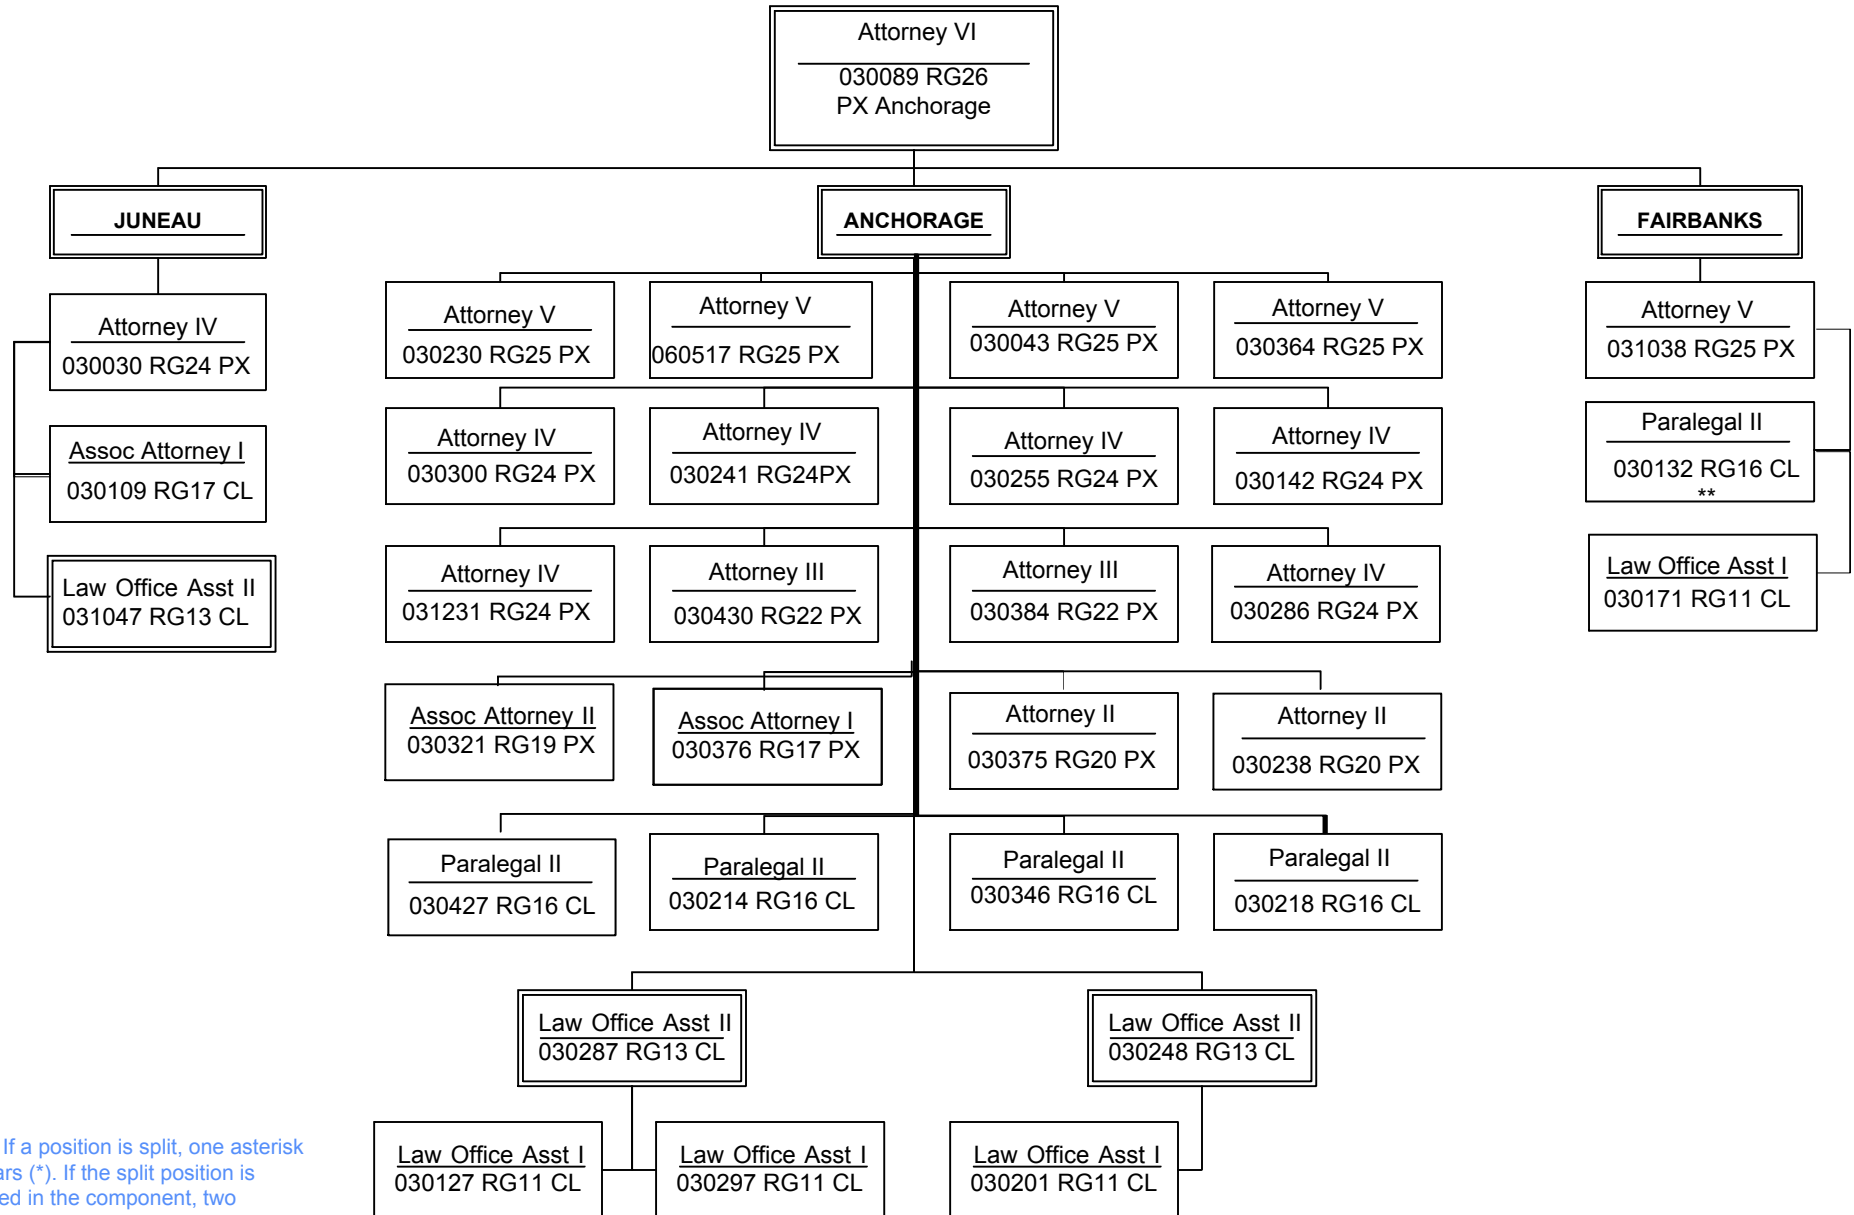 Attorney VI
030089 RG26
PX Anchorage
JUNEAU
ANCHORAGE
FAIRBANKS
Attorney IV
030030 RG24 PX
Assoc Attorney I
030109 RG17 CL
Law Office Asst II
031047 RG13 CL
Attorney V
030230 RG25 PX
Attorney V
060517 RG25 PX
Attorney V
030043 RG25 PX
Attorney V
030364 RG25 PX
Attorney IV
030300 RG24 PX
Attorney IV
030241 RG24PX
Attorney IV
030255 RG24 PX
Attorney IV
030142 RG24 PX
Attorney IV
031231 RG24 PX
Attorney III
030430 RG22 PX
Attorney III
030384 RG22 PX
Attorney IV
030286 RG24 PX
Assoc Attorney II
030321 RG19 PX
Assoc Attorney I
030376 RG17 PX
Attorney II
030375 RG20 PX
Attorney II
030238 RG20 PX
Paralegal II
030427 RG16 CL
Paralegal II
030214 RG16 CL
Paralegal II
030346 RG16 CL
Paralegal II
030218 RG16 CL
Law Office Asst II
030287 RG13 CL
Law Office Asst II
030248 RG13 CL
Law Office Asst I
030127 RG11 CL
Law Office Asst I
030297 RG11 CL
Law Office Asst I
030201 RG11 CL
Attorney V
031038 RG25 PX
Paralegal II
030132 RG16 CL
**
Law Office Asst I
030171 RG11 CL
If a position is split, one asterisk
(*). If the split position is
in the component, two